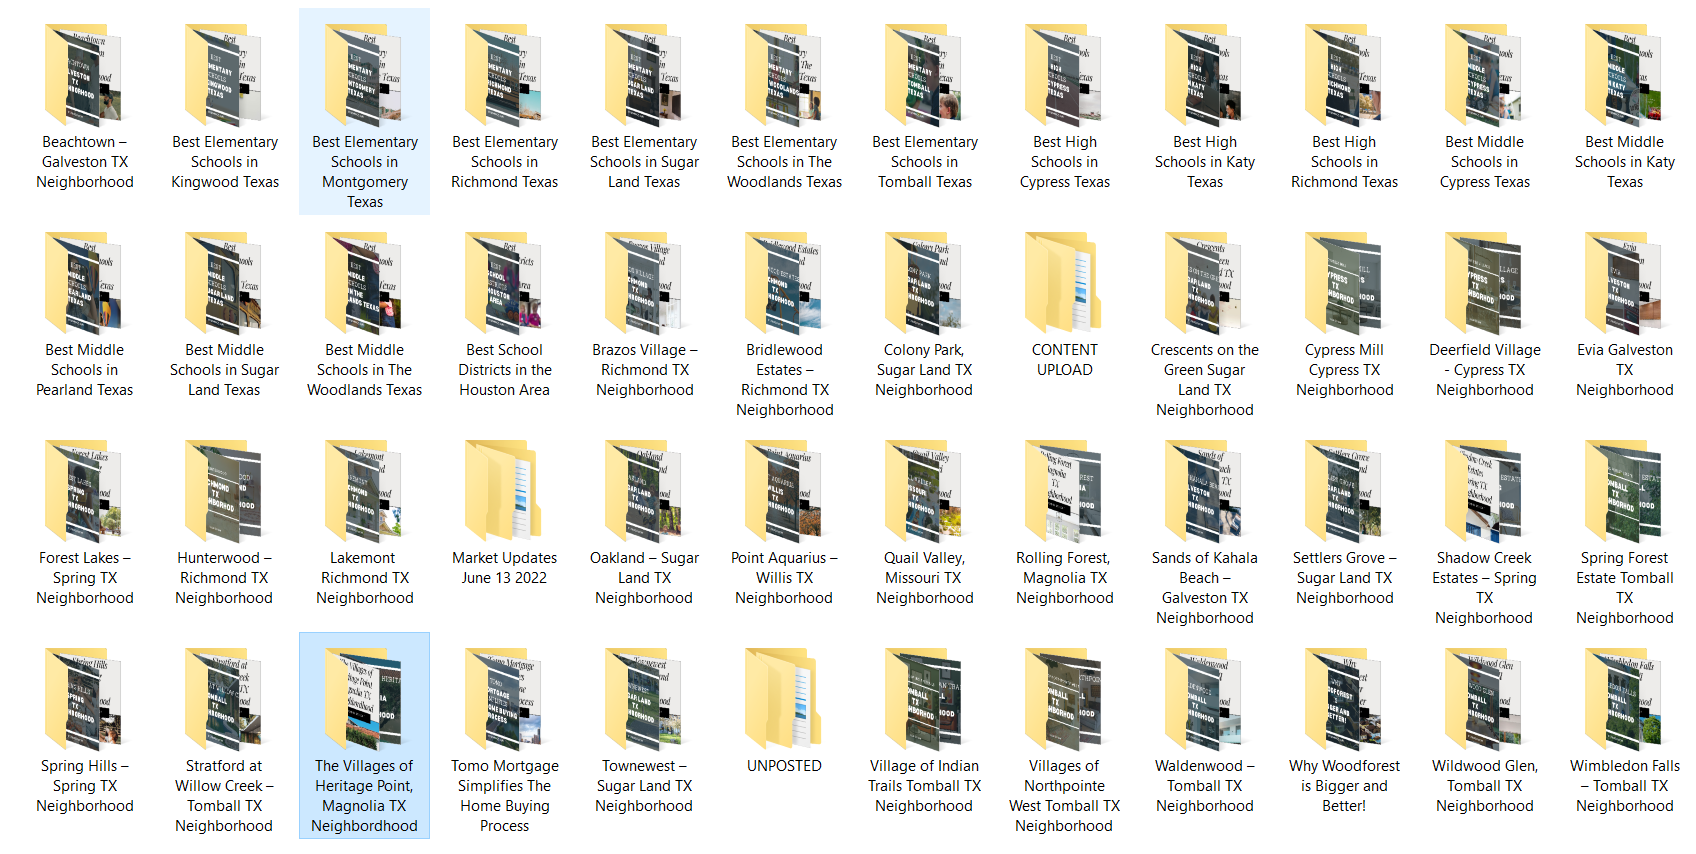 Beachtown –
Galveston TX
Neighborhood
Best Elementary
Schools in
Kingwood Texas
Best Elementary
Schools in
Montgomery
Texas
Best Elementary
Schools in
Richmond Texas
Best Elementary
Schools in Sugar
Land Texas
Best Elementary
Schools in The
Woodlands Texas
Best Elementary
Schools in
Tomball Texas
Best High
Schools in
Cypress Texas
Best High
Schools in Katy
Texas
Best High
Schools in
Richmond Texas
Best Middle
Schools in
Cypress Texas
Best Middle
Schools in Katy
Texas
Best Middle
Schools in
Pearland Texas
Best Middle
Schools in Sugar
Land Texas
Best Middle
Schools in The
Woodlands Texas
Best School
Districts in the
Houston Area
Brazos Village –
Richmond TX
Neighborhood
Bridlewood
Estates –
Richmond TX
Neighborhood
Colony Park,
Sugar Land TX
Neighborhood
CONTENT
UPLOAD
Crescents on the
Green Sugar
Land TX
Neighborhood
Cypress Mill
Cypress TX
Neighborhood
Deerfield Village
- Cypress TX
Neighborhood
Evia Galveston
TX
Neighborhood
Forest Lakes –
Spring TX
Neighborhood
Hunterwood –
Richmond TX
Neighborhood
Lakemont
Richmond TX
Neighborhood
Market Updates
June 13 2022
Oakland – Sugar
Land TX
Neighborhood
Point Aquarius –
Willis TX
Neighborhood
Quail Valley,
Missouri TX
Neighborhood
Rolling Forest,
Magnolia TX
Neighborhood
Sands of Kahala
Beach –
Galveston TX
Neighborhood
Settlers Grove –
Sugar Land TX
Neighborhood
Shadow Creek
Estates – Spring
TX
Neighborhood
Spring Forest
Estate Tomball
TX
Neighborhood
Spring Hills –
Spring TX
Neighborhood
Stratford at
Willow Creek –
Tomball TX
Neighborhood
The Villages of
Heritage Point,
Magnolia TX
Neighbordhood
Tomo Mortgage
Simplifies The
Home Buying
Process
Townewest –
Sugar Land TX
Neighborhood
UNPOSTED
Village of Indian
Trails Tomball TX
Neighborhood
Villages of
Northpointe
West Tomball TX
Neighborhood
Waldenwood –
Tomball TX
Neighborhood
Why Woodforest
is Bigger and
Better!
Wildwood Glen,
Tomball TX
Neighborhood
Wimbledon Falls
– Tomball TX
Neighborhood